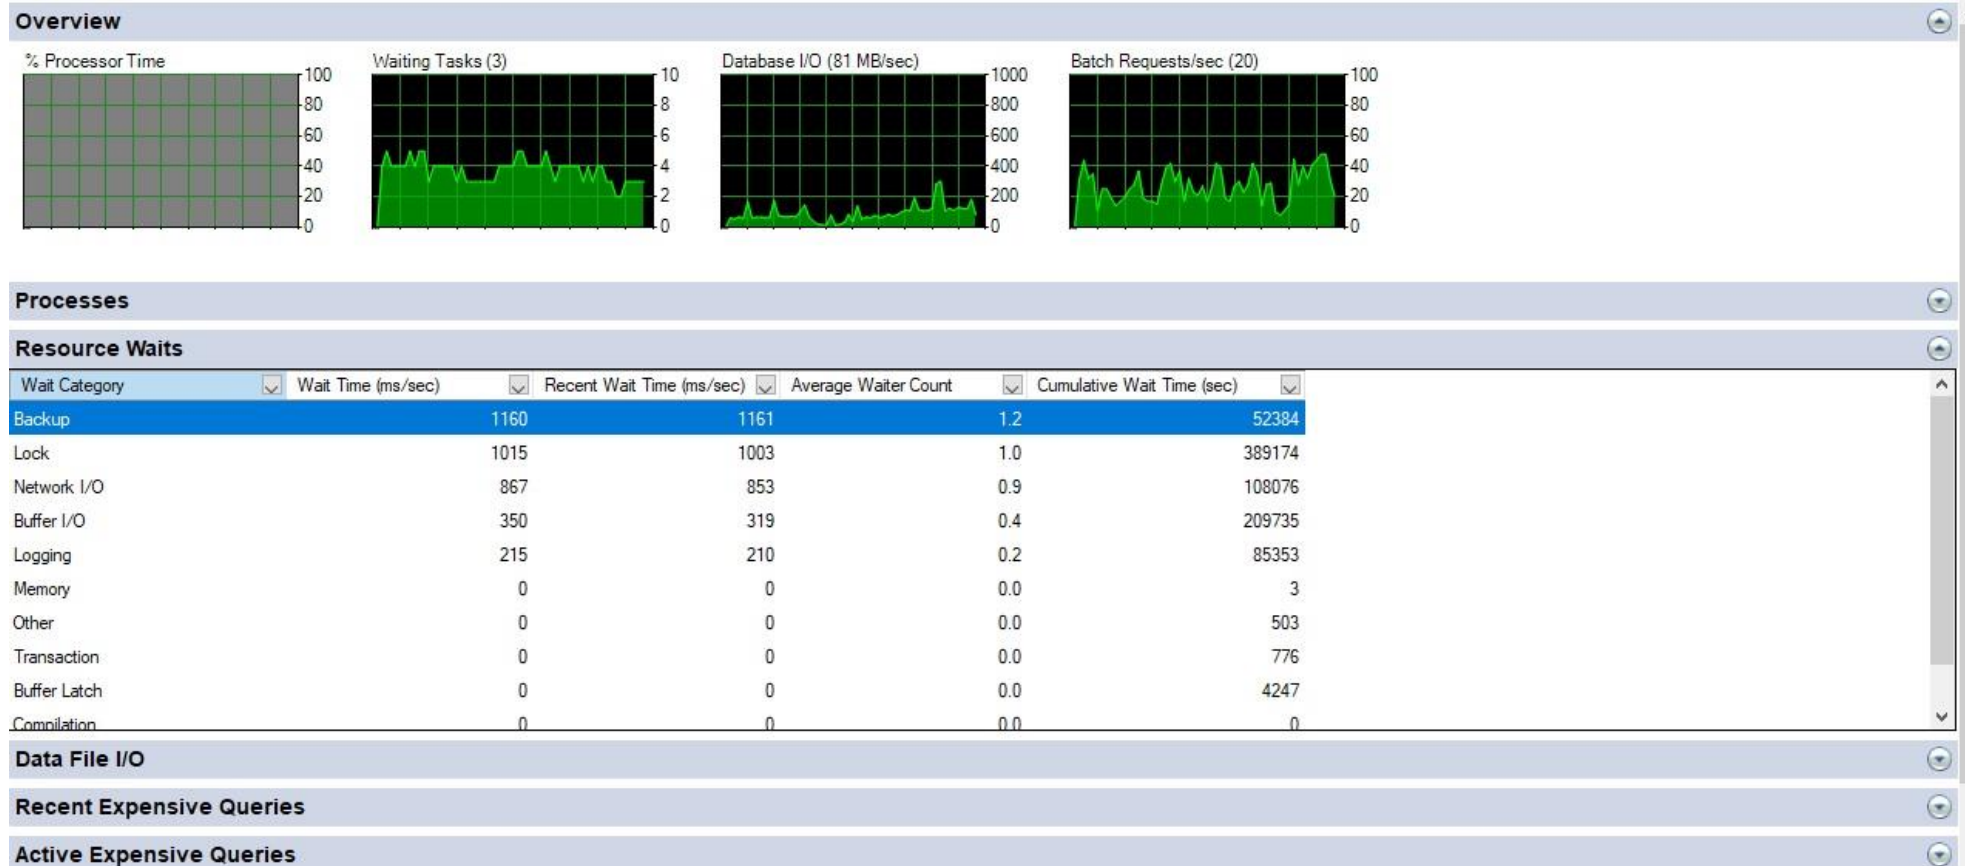 Overview
% Processor Time
100
80
60
40
20
0
Waiting Tasks (3)
10
8
6
4
2
0
Database I/O (81 MB/sec)
1000
800
600
400
200
0
Batch Requests/sec (20)
100
80
60
40
20
0
Processes
Resource Waits
Wait Category Wait Time (ms/sec) Recent Wait Time (ms/sec) Average Waiter Count Cumulative Wait Time (sec)
Backup 1160 1161 1.2 52384
Lock 1015 1003 1.0 389174
Network I/O 867 853 0.9 108076
Buffer I/O 350 319 0.4 209735
Logging 215 210 0.2 85353
Memory 0 0 0.0 3
Other 0 0 0.0 503
Transaction 0 0 0.0 776
Buffer Latch 0 0 0.0 4247
Compilation 0 0 0.0 0
Data File I/O
Recent Expensive Queries
Active Expensive Queries